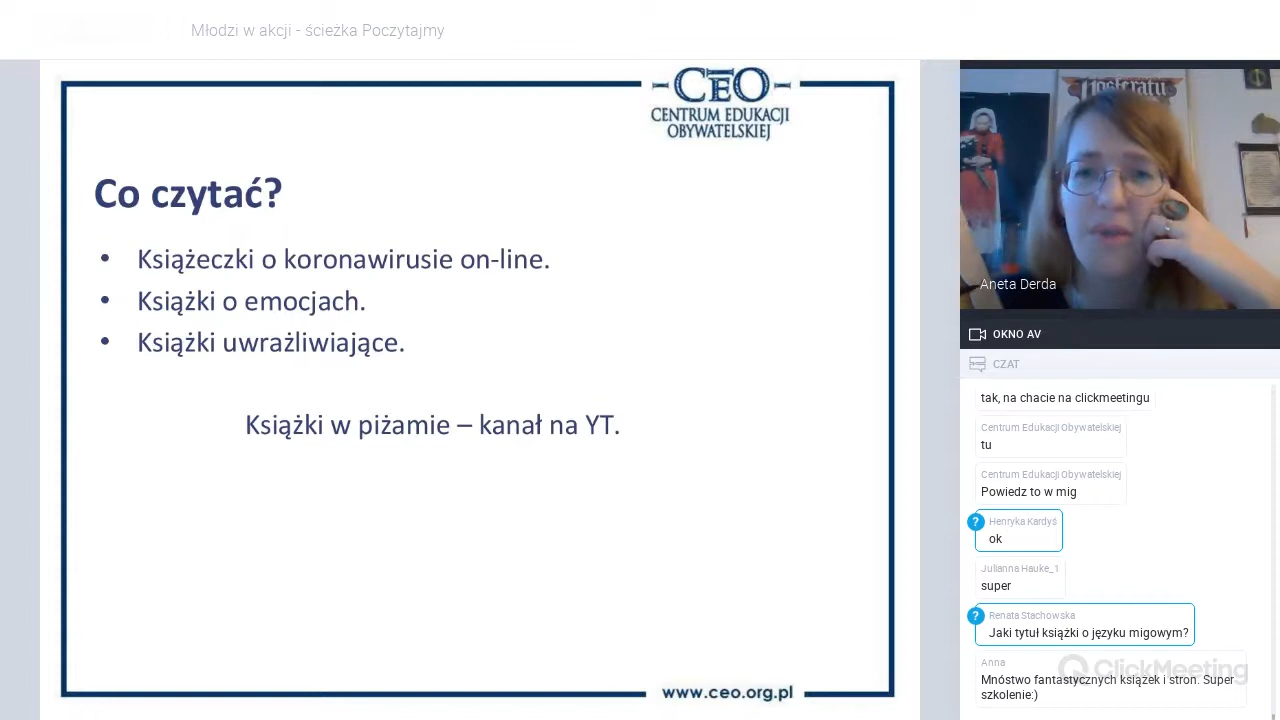 Młodzi w akcji - ścieżka Poczytajmy
CEO
CENTRUM EDUKACJI
OBYWATELSKIEJ
Co czytać?
• Książeczki o koronawirusie on-line.
• Książki o emocjach.
• Książki uwrażliwiające.
Książki w piżamie – kanał na YT.
www.ceo.org.pl
Nosferatu
Aneta Derda
OKNO AV
CZAT
tak, na chacie na clickmeetingu
Centrum Edukacji Obywatelskiej
tu
Centrum Edukacji Obywatelskiej
Powiedz to w mig
?
Henryka Kardyś
ok
Julianna Hauke_1
super
?
Renata Stachowska
Jaki tytuł książki o języku migowym?
Anna
ClickMeeting
Mnóstwo fantastycznych książek i stron. Super
szkolenie:)